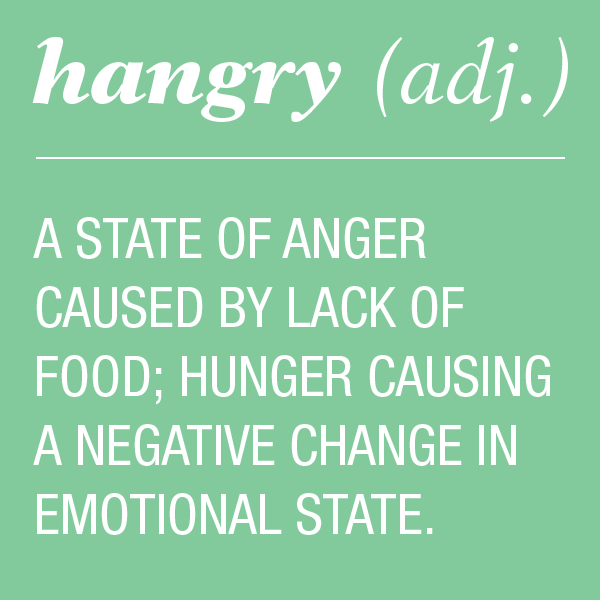 hangry (adj.)
A STATE OF ANGER
CAUSED BY LACK OF
FOOD; HUNGER CAUSING
A NEGATIVE CHANGE IN
EMOTIONAL STATE.